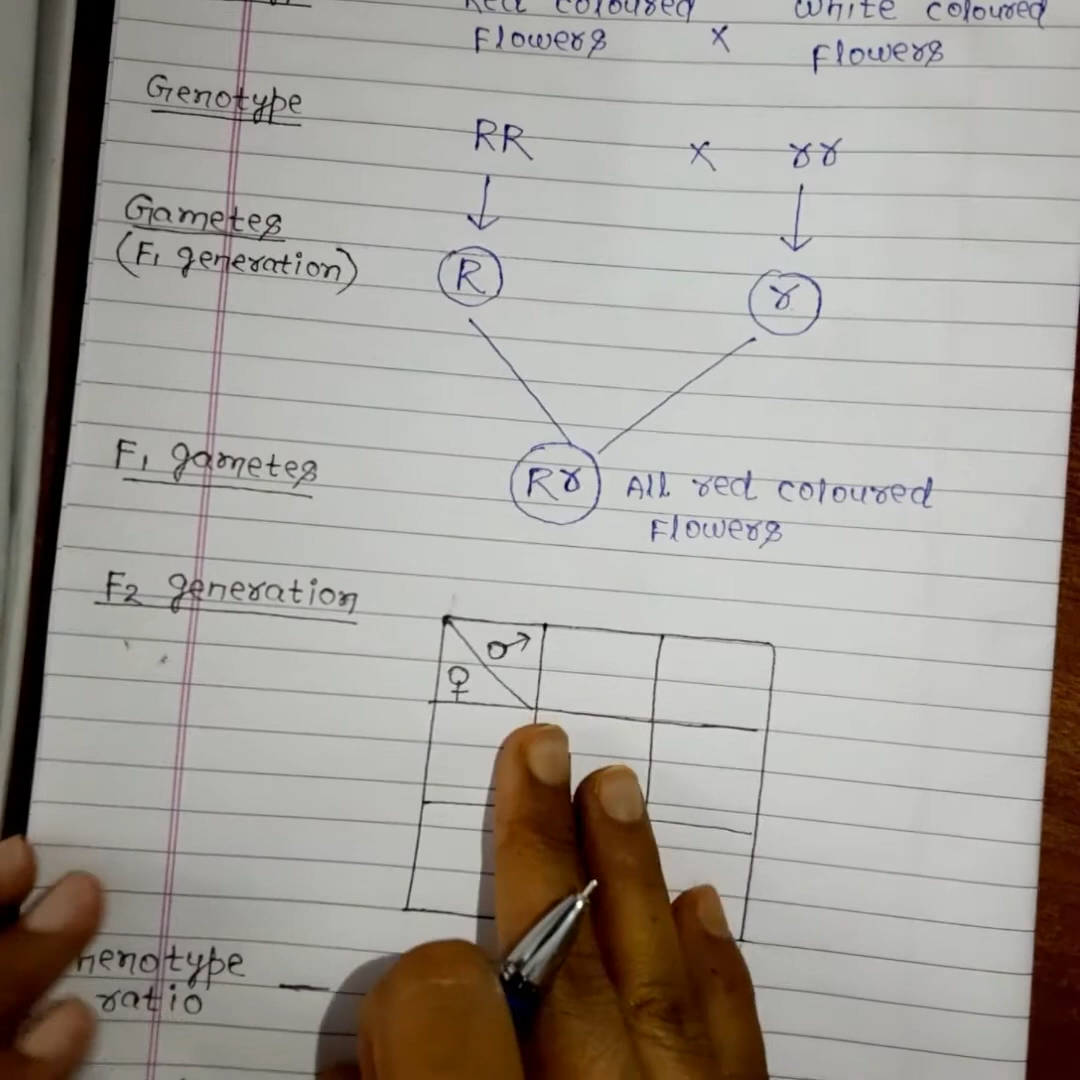 Red coloured White coloured
Flowers × Flowers
Genotype
RR × rr
Gametes
(F₁ generation)
R r
F₁ gametes
Rr All red coloured
Flowers
F₂ generation
♂
♀
ratio